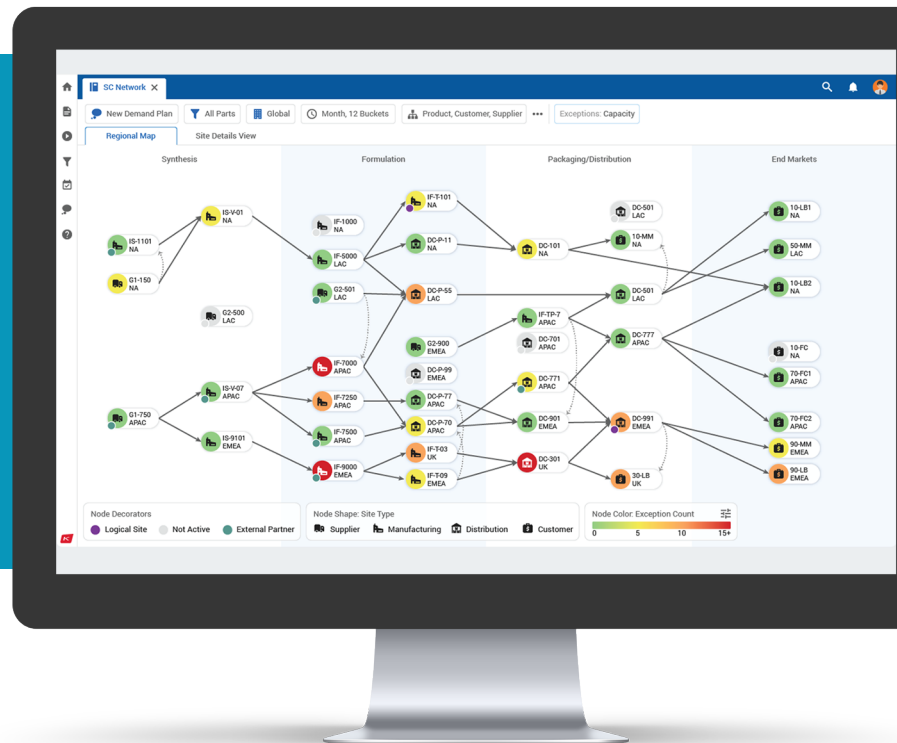 SC Network
New Demand Plan
All Parts
Global
Month, 12 Buckets
Product, Customer, Supplier
Exceptions: Capacity
Regional Map
Site Details View
Synthesis
Formulation
Packaging/Distribution
End Markets
IS-1101
NA
G1-150
NA
IS-V-01
NA
G2-500
LAC
G1-750
APAC
IS-V-07
APAC
IS-9101
EMEA
IF-1000
NA
IF-5000
LAC
G2-501
LAC
IF-7000
APAC
IF-7250
APAC
IF-7500
APAC
IF-9000
EMEA
IF-T-101
NA
DC-P-11
NA
DC-P-55
LAC
G2-900
EMEA
DC-P-99
EMEA
DC-P-77
APAC
DC-P-70
APAC
IF-T-03
UK
IF-T-09
EMEA
DC-101
NA
IF-TP-7
APAC
DC-701
APAC
DC-771
APAC
DC-901
EMEA
DC-301
UK
DC-501
LAC
10-MM
NA
DC-501
LAC
DC-777
APAC
DC-991
EMEA
30-LB
UK
10-LB1
NA
50-MM
LAC
10-LB2
NA
10-FC
NA
70-FC1
APAC
70-FC2
APAC
90-MM
EMEA
90-LB
EMEA
Node Decorators
Logical Site
Not Active
External Partner
Node Shape: Site Type
Supplier
Manufacturing
Distribution
Customer
Node Color: Exception Count
0 5 10 15+